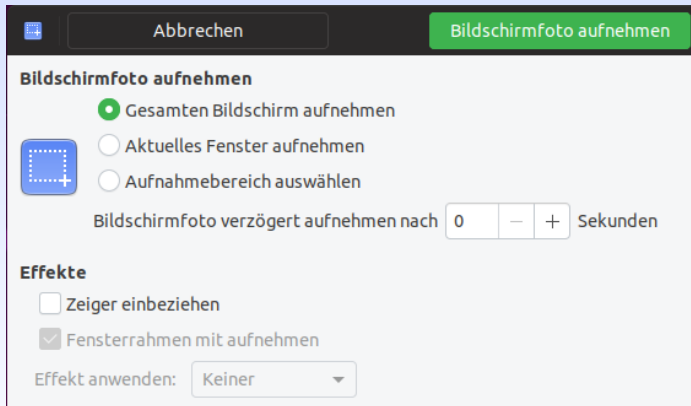 Abbrechen Bildschirmfoto aufnehmen
Bildschirmfoto aufnehmen
Gesamten Bildschirm aufnehmen
Aktuelles Fenster aufnehmen
Aufnahmebereich auswählen
Bildschirmfoto verzögert aufnehmen nach 0 − + Sekunden
Effekte
Zeiger einbeziehen
Fensterrahmen mit aufnehmen
Effekt anwenden: Keiner